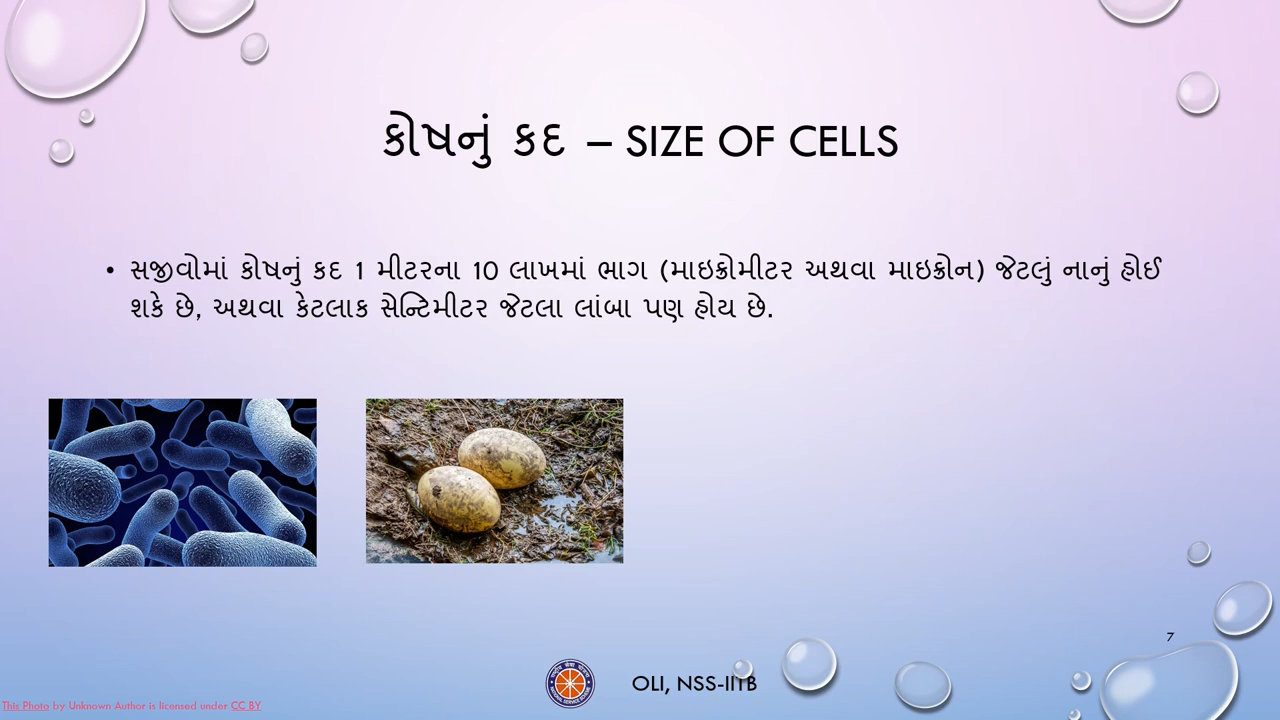 કોષનું કદ – SIZE OF CELLS
• સજીવોમાં કોષનું કદ 1 મીટરના 10 લાખમાં ભાગ (માઇક્રોમીટર અથવા માઇક્રોન) જેટલું નાનું હોઈ
શકે છે, અથવા કેટલાક સેન્ટિમીટર જેટલા લાંબા પણ હોય છે.
7
OLI, NSS-IITB
This Photo by Unknown Author is licensed under CC BY